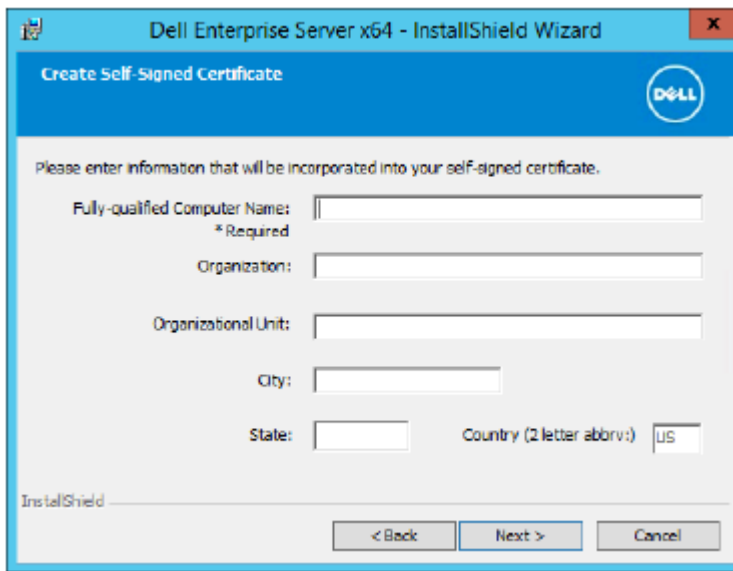 Dell Enterprise Server x64 - InstallShield Wizard
x
Create Self-Signed Certificate
DELL
Please enter information that will be incorporated into your self-signed certificate.
Fully-qualified Computer Name:
* Required
Organization:
Organizational Unit:
City:
State:
Country (2 letter abbrv:)
US
InstallShield
< Back
Next >
Cancel